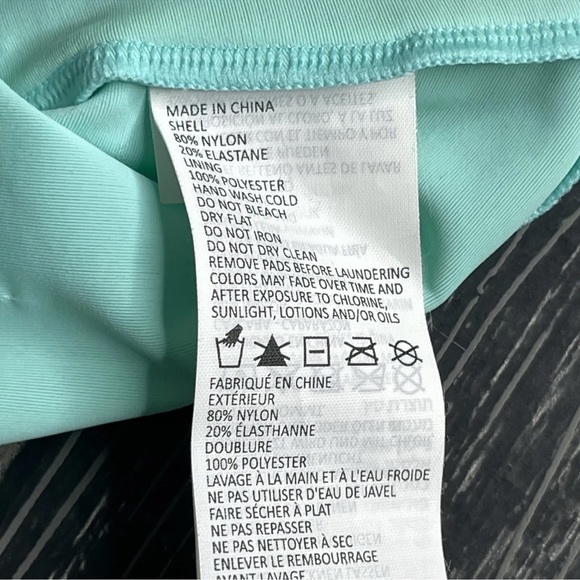 MADE IN CHINA
SHELL
80% NYLON
20% ELASTANE
LINING
100% POLYESTER
HAND WASH COLD
DO NOT BLEACH
DRY FLAT
DO NOT IRON
DO NOT DRY CLEAN
REMOVE PADS BEFORE LAUNDERING
COLORS MAY FADE OVER TIME AND
AFTER EXPOSURE TO CHLORINE,
SUNLIGHT, LOTIONS AND/OR OILS
FABRIQUÉ EN CHINE
EXTÉRIEUR
80% NYLON
20% ÉLASTHANNE
DOUBLURE
100% POLYESTER
LAVAGE À LA MAIN ET À L'EAU FROIDE
NE PAS UTILISER D'EAU DE JAVEL
FAIRE SÉCHER À PLAT
NE PAS REPASSER
NE PAS NETTOYER À SEC
ENLEVER LE REMBOURRAGE
AVANT LAVAGE